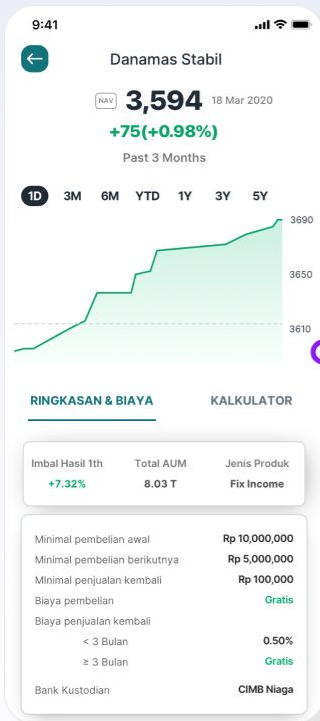 9:41
Danamas Stabil
NAV 3,594 18 Mar 2020
+75(+0.98%)
Past 3 Months
1D 3M 6M YTD 1Y 3Y 5Y
3690
3650
3610
RINGKASAN & BIAYA KALKULATOR
Imbal Hasil 1th Total AUM Jenis Produk
+7.32% 8.03 T Fix Income
Minimal pembelian awal Rp 10,000,000
Minimal pembelian berikutnya Rp 5,000,000
MInimal penjualan kembali Rp 100,000
Biaya pembelian Gratis
Biaya penjualan kembali
< 3 Bulan 0.50%
≥ 3 Bulan Gratis
Bank Kustodian CIMB Niaga